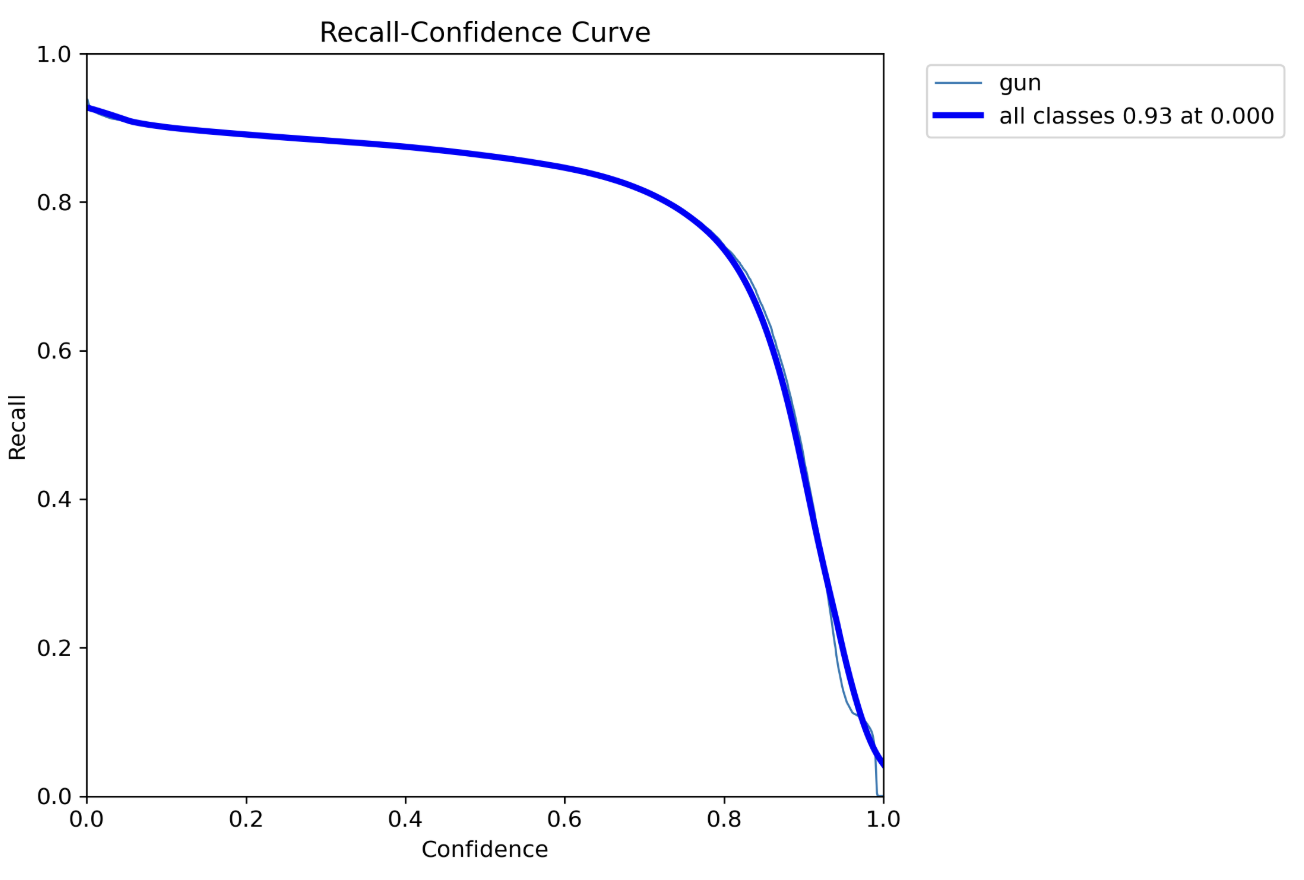 Recall-Confidence Curve
1.0
0.8
0.6
0.4
0.2
0.0
Recall
0.0 0.2 0.4 0.6 0.8 1.0
Confidence
gun
all classes 0.93 at 0.000